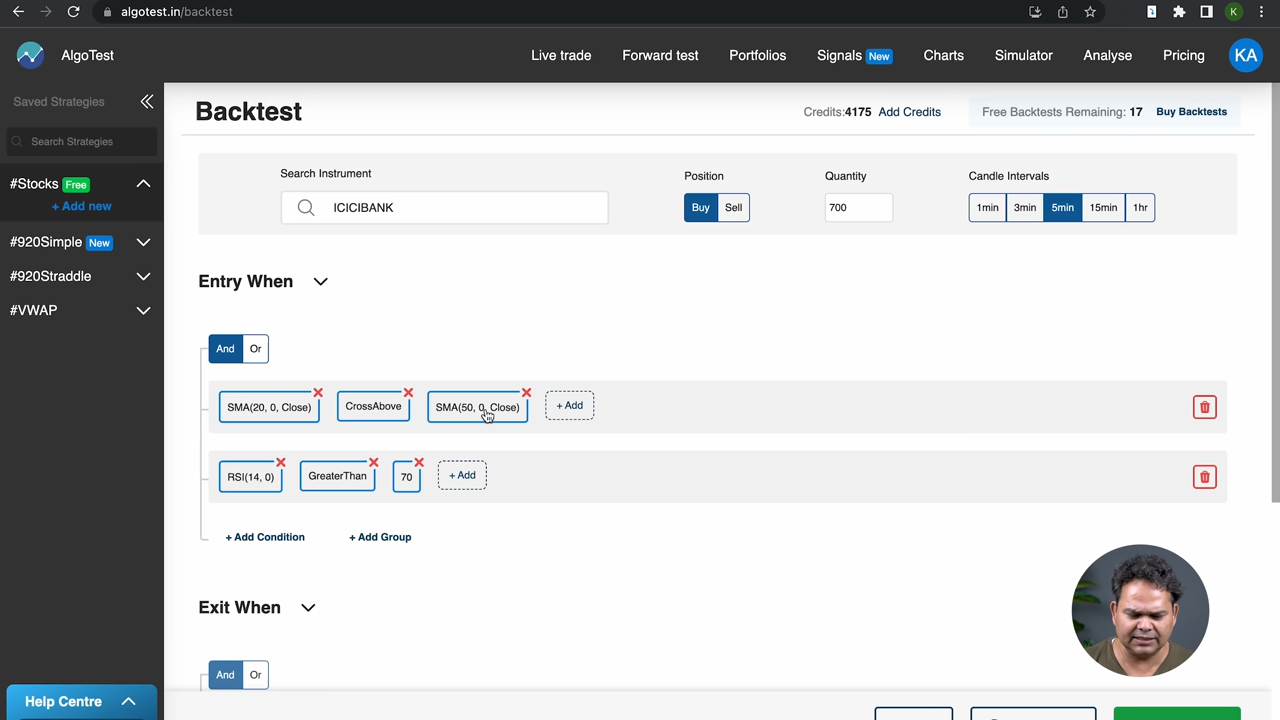 algotest.in/backtest
K
AlgoTest
Live trade
Forward test
Portfolios
Signals New
Charts
Simulator
Analyse
Pricing
KA
Saved Strategies
Search Strategies
#Stocks Free
+ Add new
#920Simple New
#920Straddle
#VWAP
Help Centre
Backtest
Credits:4175 Add Credits
Free Backtests Remaining: 17 Buy Backtests
Search Instrument
ICICIBANK
Position
Buy Sell
Quantity
700
Candle Intervals
1min 3min 5min 15min 1hr
Entry When
And Or
SMA(20, 0, Close) CrossAbove SMA(50, 0, Close) + Add
RSI(14, 0) GreaterThan 70 + Add
+ Add Condition + Add Group
Exit When
And Or